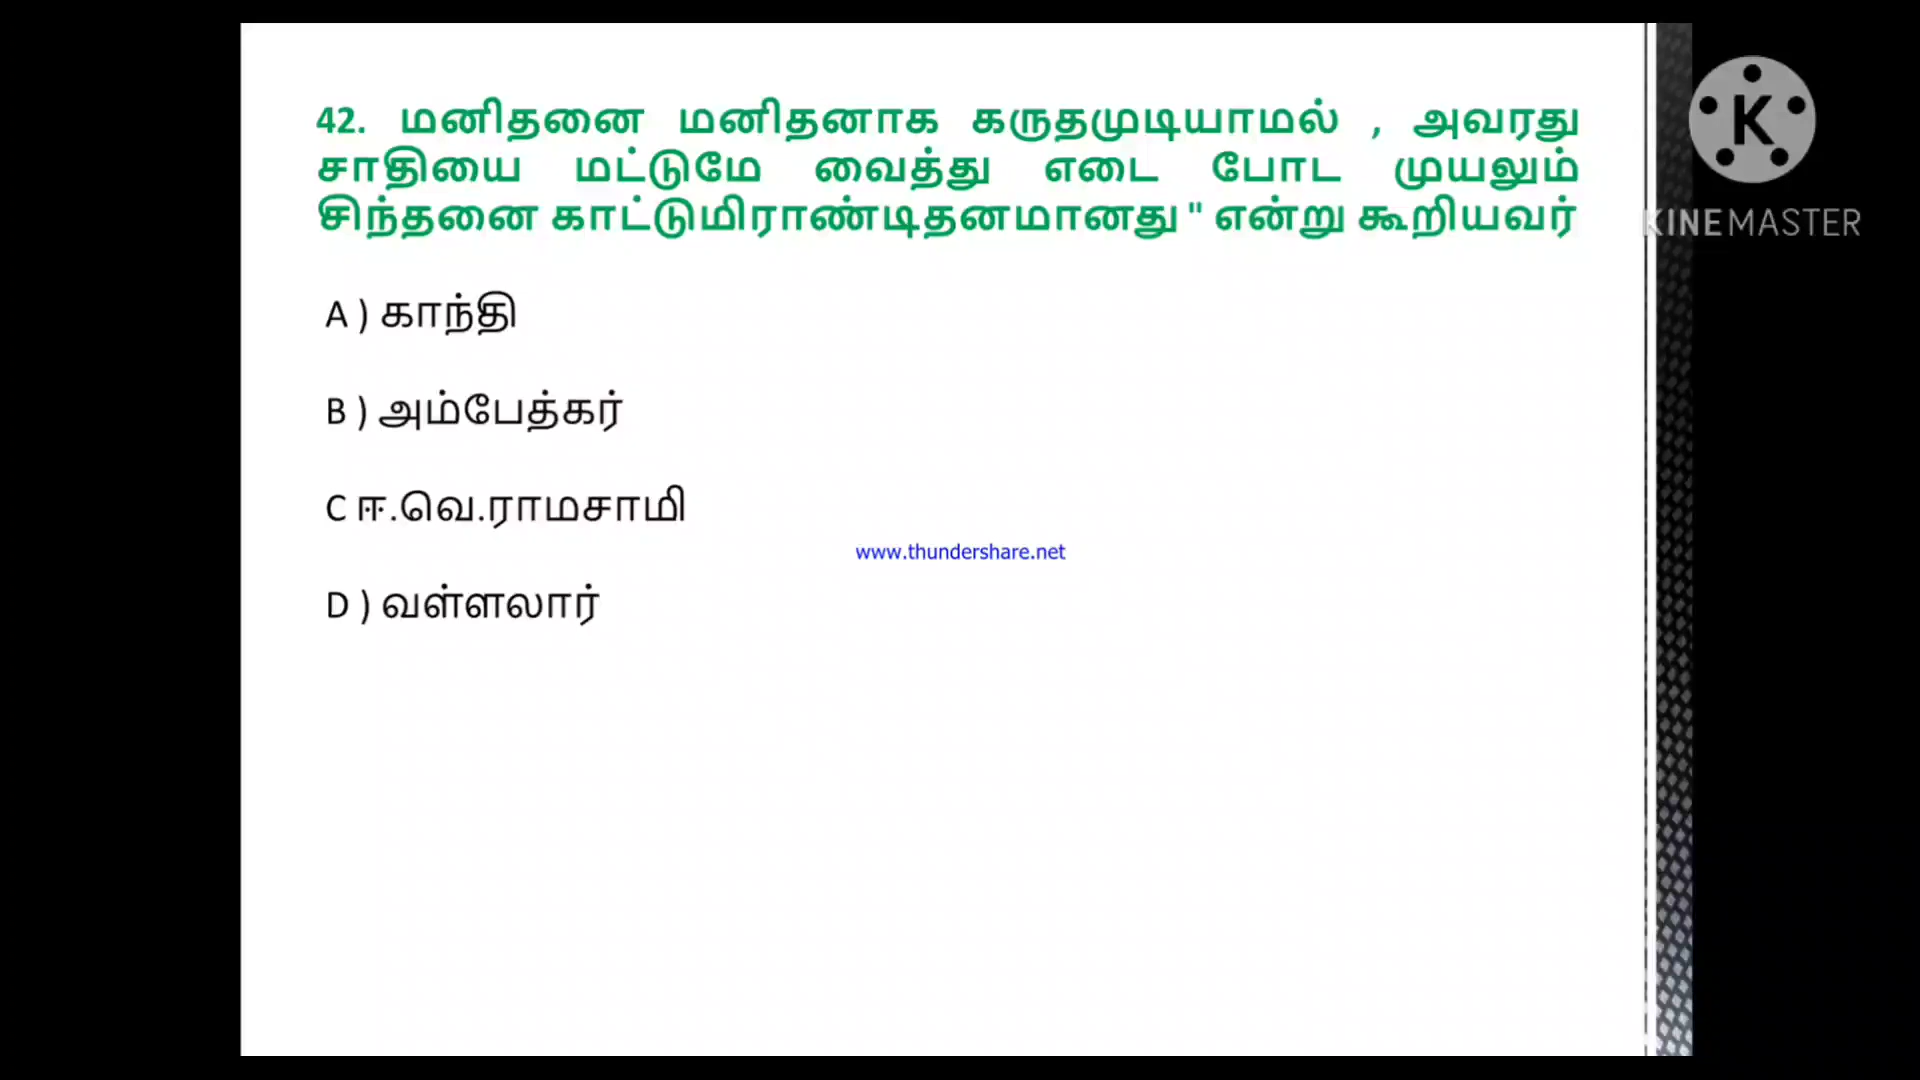 42. மனிதனை மனிதனாக கருதமுடியாமல் , அவரது
சாதியை மட்டுமே வைத்து எடை போட முயலும்
சிந்தனை காட்டுமிராண்டிதனமானது " என்று கூறியவர்
A ) காந்தி
B ) அம்பேத்கர்
C ஈ.வெ.ராமசாமி
D ) வள்ளலார்
www.thundershare.net
K
KINEMASTER